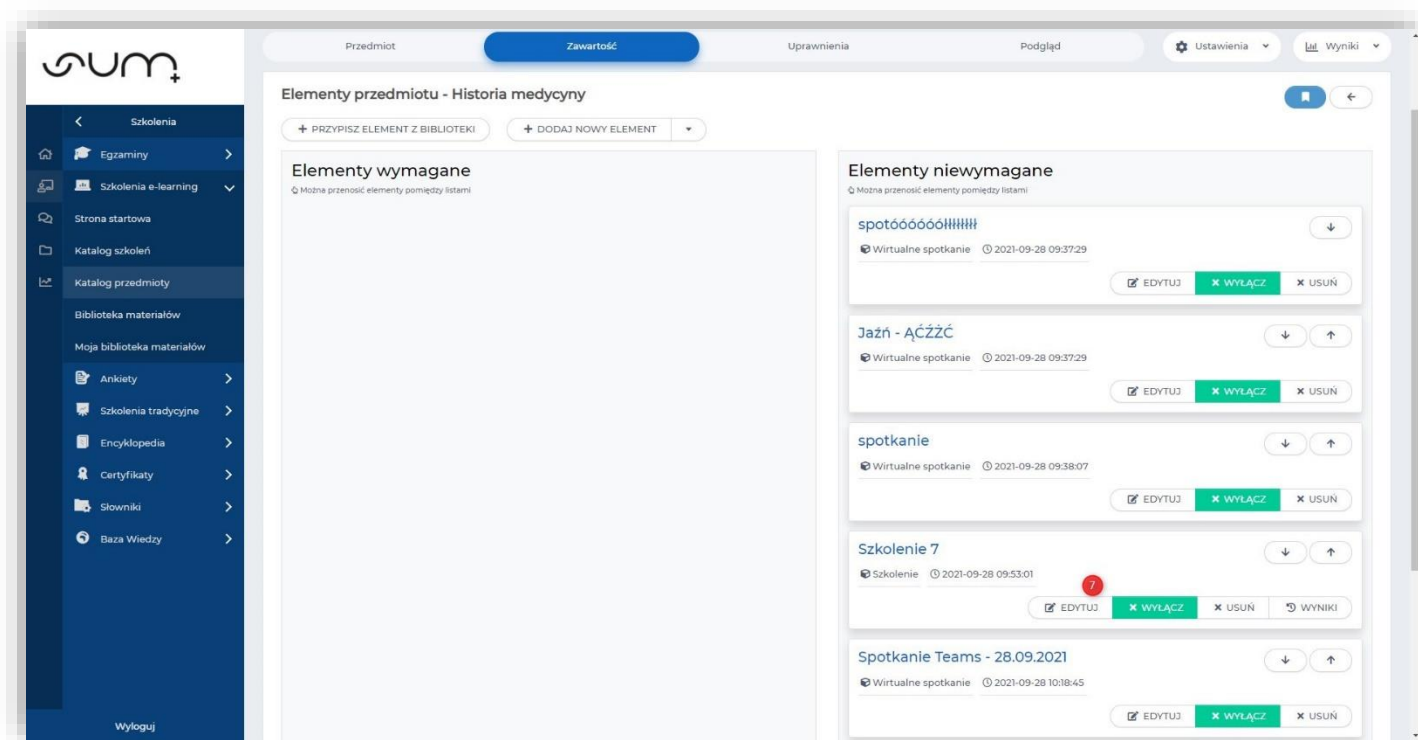 sum+
Przedmiot
Zawartość
Uprawnienia
Podgląd
Ustawienia
Wyniki
Szkolenia
Egzaminy
Szkolenia e-learning
Strona startowa
Katalog szkoleń
Katalog przedmioty
Biblioteka materiałów
Moja biblioteka materiałów
Ankiety
Szkolenia tradycyjne
Encyklopedia
Certyfikaty
Słowniki
Baza Wiedzy
Wyloguj
Elementy przedmiotu - Historia medycyny
+ PRZYPISZ ELEMENT Z BIBLIOTEKI
+ DODAJ NOWY ELEMENT
Elementy wymagane
Można przenosić elementy pomiędzy listami
Elementy niewymagane
Można przenosić elementy pomiędzy listami
Wirtualne spotkanie 2021-09-28 09:37:29
EDYTUJ × WYŁĄCZ × USUŃ
Jaźń - ĄĆŹŻĆ
Wirtualne spotkanie 2021-09-28 09:37:29
EDYTUJ × WYŁĄCZ × USUŃ
spotkanie
Wirtualne spotkanie 2021-09-28 09:38:07
EDYTUJ × WYŁĄCZ × USUŃ
Szkolenie 7
Szkolenie 2021-09-28 09:53:01
7
EDYTUJ × WYŁĄCZ × USUŃ WYNIKI
Spotkanie Teams - 28.09.2021
Wirtualne spotkanie 2021-09-28 10:18:45
EDYTUJ × WYŁĄCZ × USUŃ